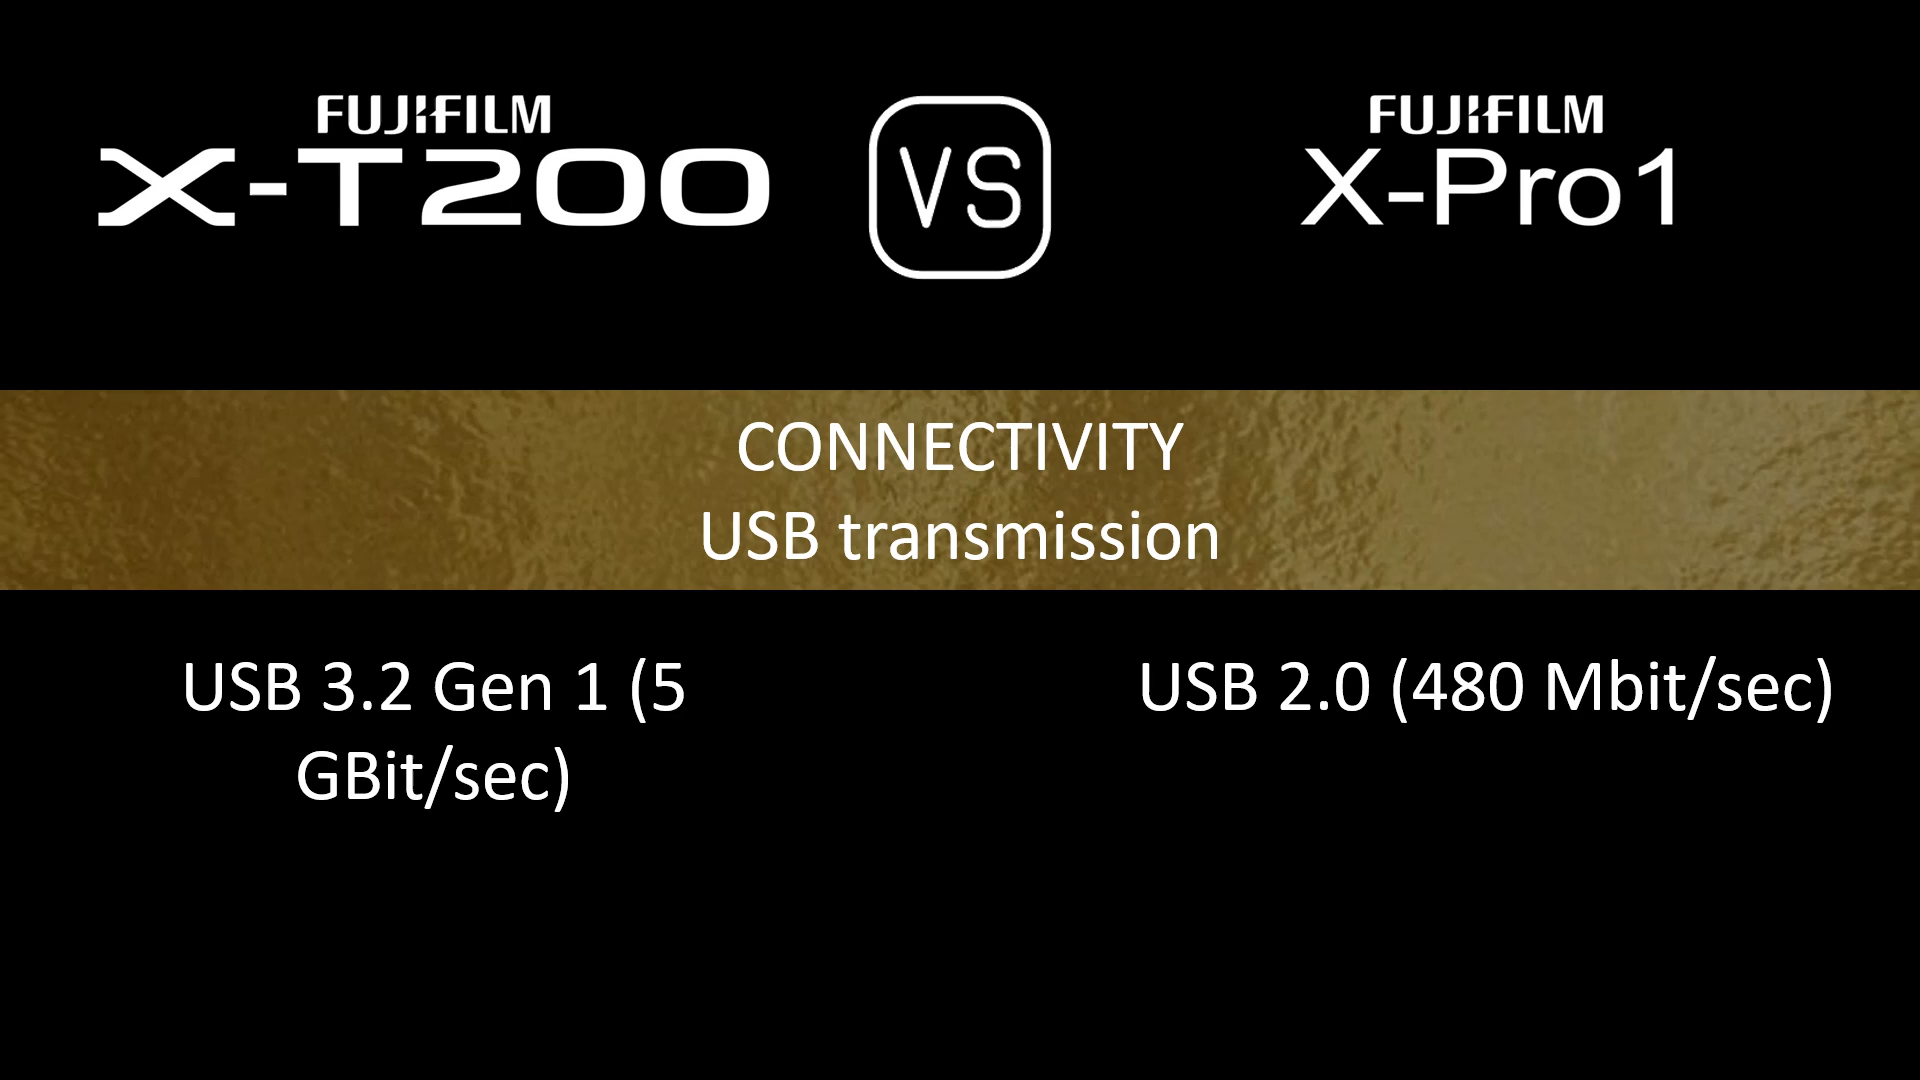 FUJIFILM
X-T200
VS
FUJIFILM
X-Pro1
CONNECTIVITY
USB transmission
USB 3.2 Gen 1 (5
GBit/sec)
USB 2.0 (480 Mbit/sec)